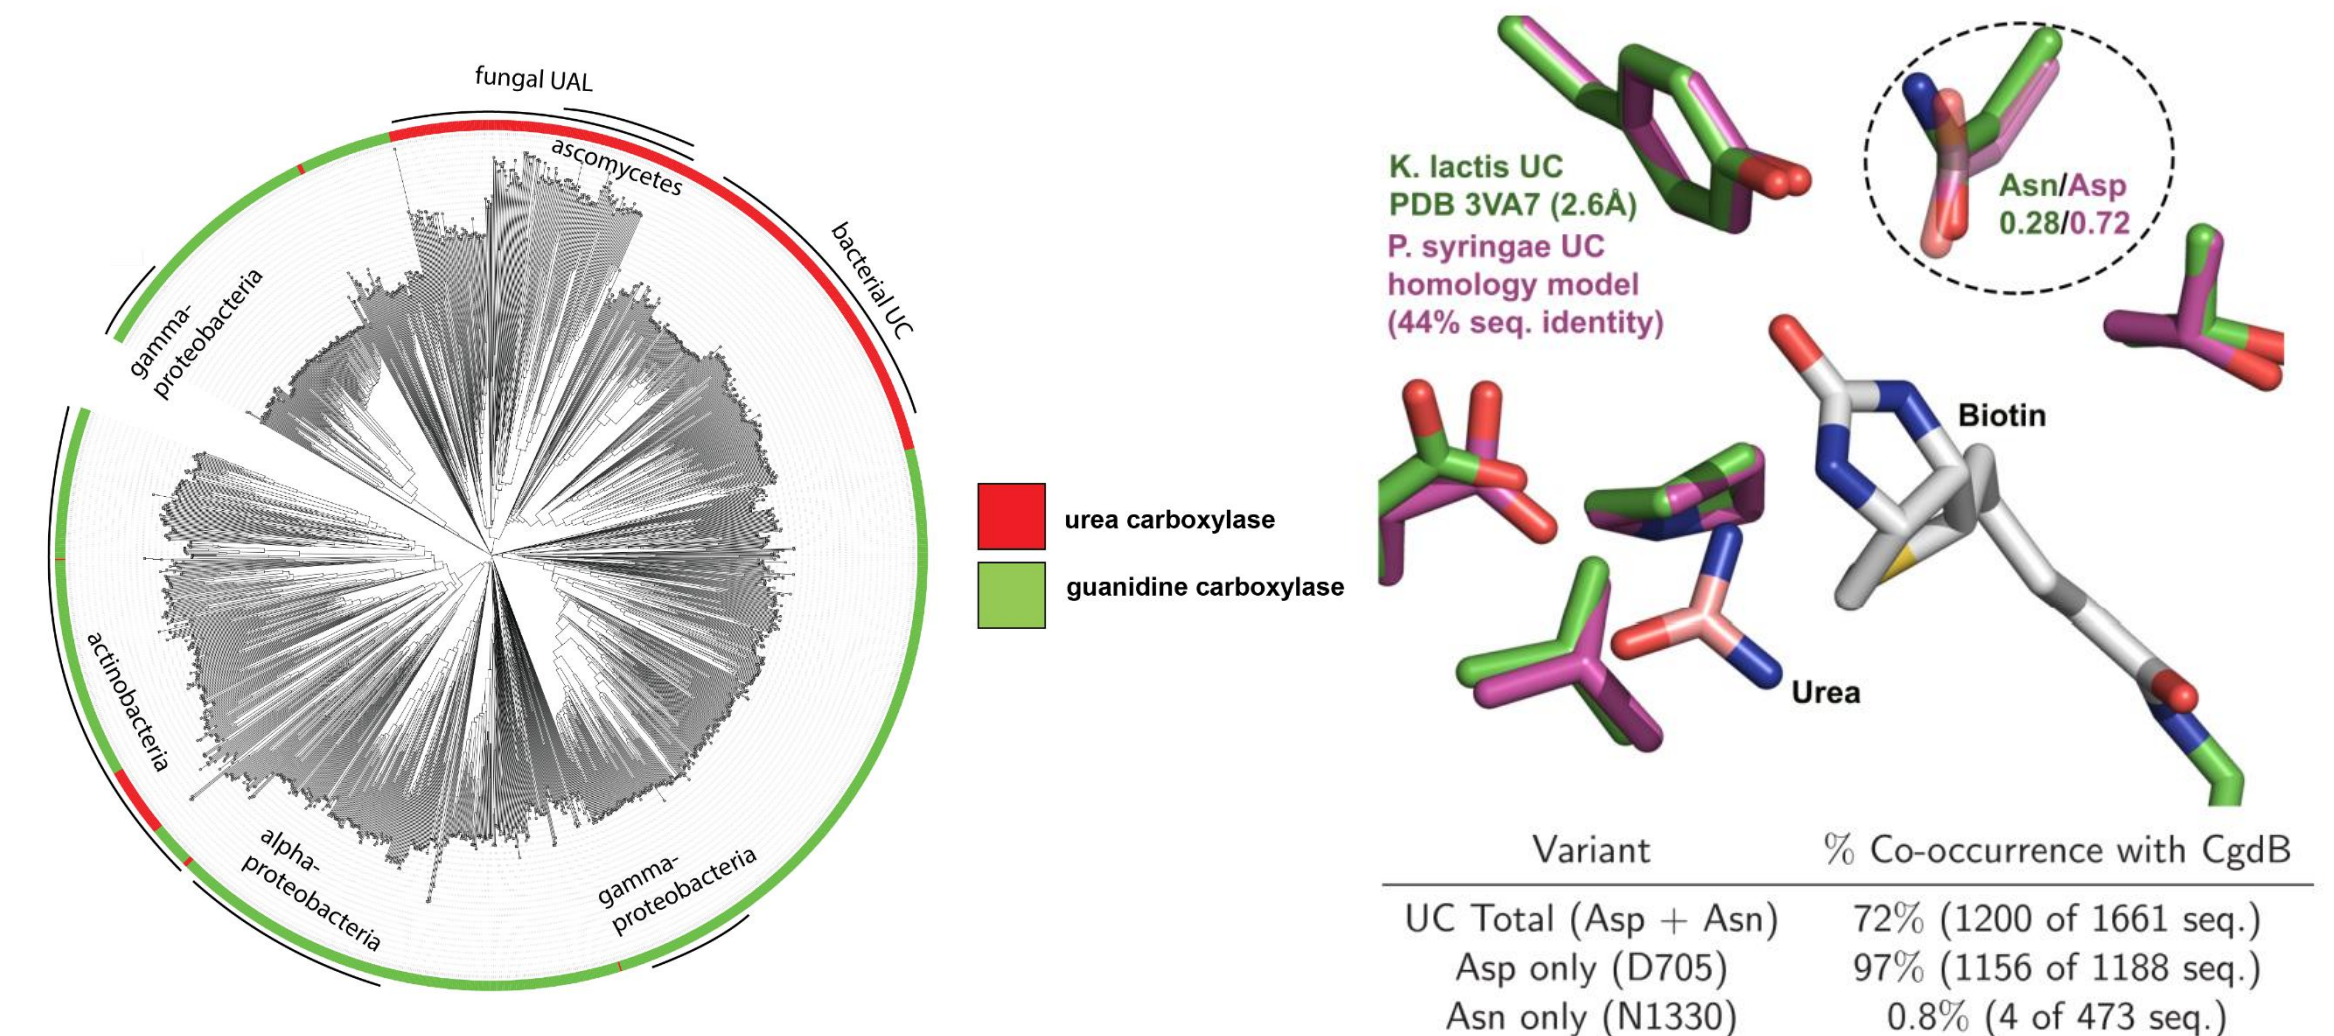 fungal UAL
ascomycetes
bacterial UC
gamma-
proteobacteria
actinobacteria
alpha-
proteobacteria
gamma-
proteobacteria
urea carboxylase
guanidine carboxylase
K. lactis UC
PDB 3VA7 (2.6Å)
P. syringae UC
homology model
(44% seq. identity)
Asn/Asp
0.28/0.72
Biotin
Urea
Variant % Co-occurrence with CgdB
UC Total (Asp + Asn) 72% (1200 of 1661 seq.)
Asp only (D705) 97% (1156 of 1188 seq.)
Asn only (N1330) 0.8% (4 of 473 seq.)